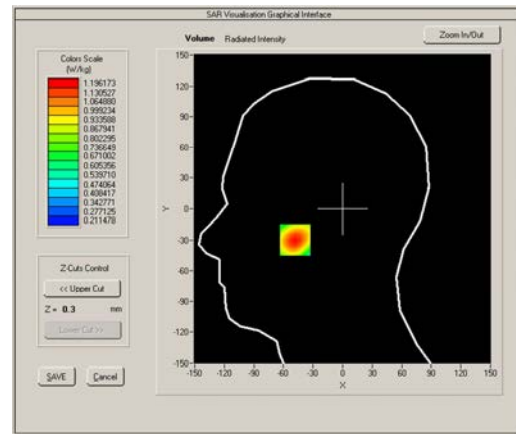 SAR Visualisation Graphical Interface
Volume Radiated Intensity
Zoom In/Out
Colors Scale
(W/kg)
1.196173
1.130527
1.064880
0.999234
0.933588
0.867941
0.802295
0.736649
0.671002
0.605356
0.539710
0.474064
0.408417
0.342771
0.277125
0.211478
Z-Cuts Control
<< Upper Cut
Z = 0.3 mm
Lower Cut >>
SAVE Cancel
150
120
90
60
30
0
-30
-60
-90
-120
-150
Y
-150 -120 -90 -60 -30 0 30 60 90 120 150
X